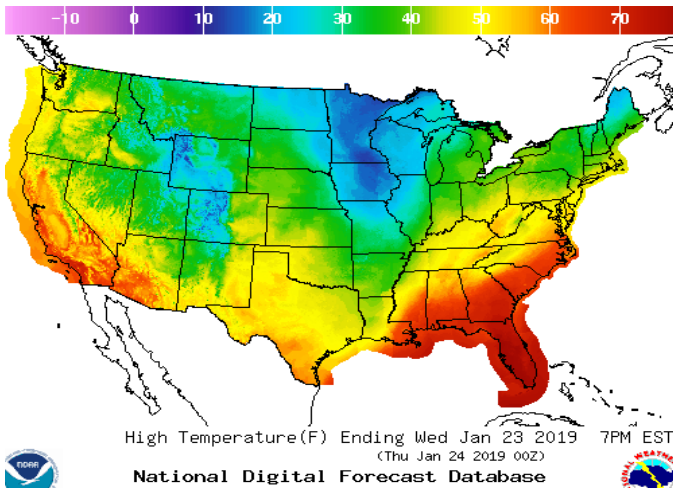 -10 0 10 20 30 40 50 60 70
High Temperature(F) Ending Wed Jan 23 2019 7PM EST
(Thu Jan 24 2019 00Z)
National Digital Forecast Database
NOAA